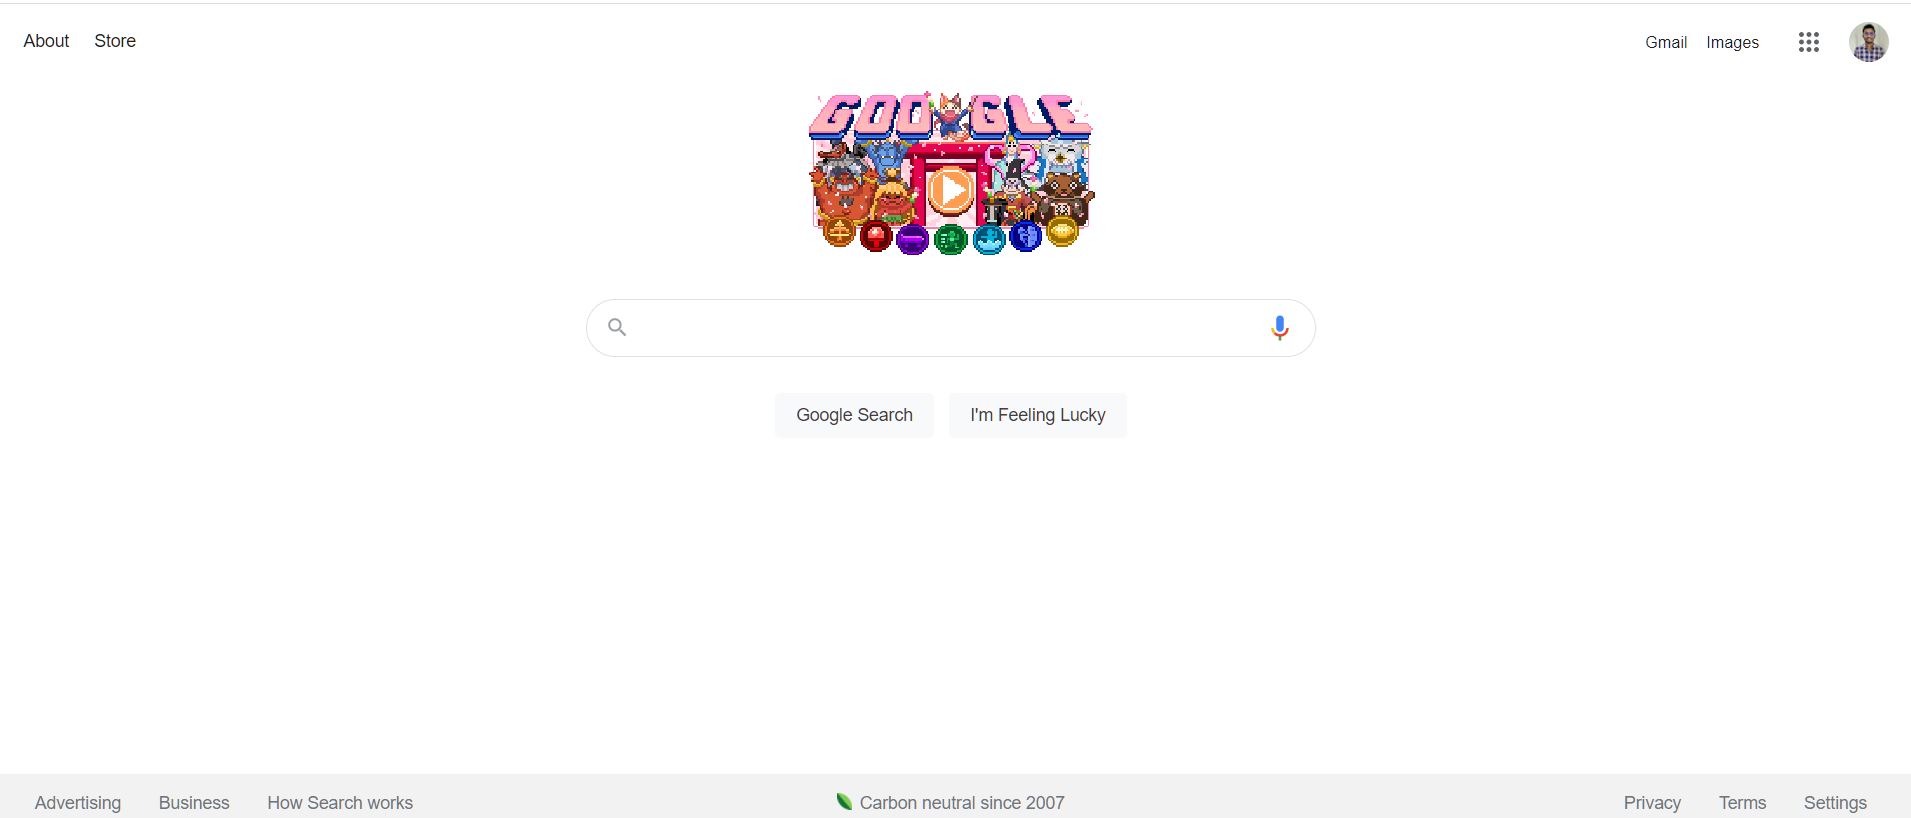 About Store
Gmail Images
GOOGLE
Google Search I'm Feeling Lucky
Advertising Business How Search works
Carbon neutral since 2007
Privacy Terms Settings